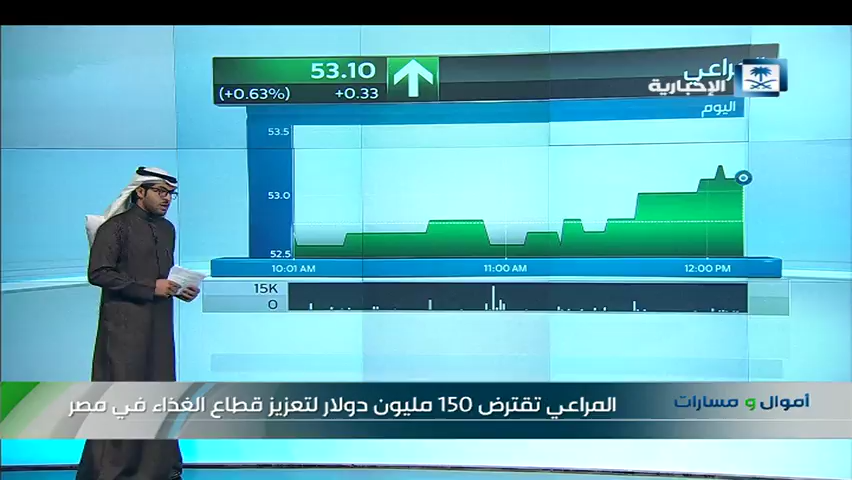 المراعي
الإخبارية
53.10
(+0.63%) +0.33
اليوم
53.5
53.0
52.5
10:01 AM 11:00 AM 12:00 PM
15K
0
أموال و مسارات
المراعي تقترض 150 مليون دولار لتعزيز قطاع الغذاء في مصر